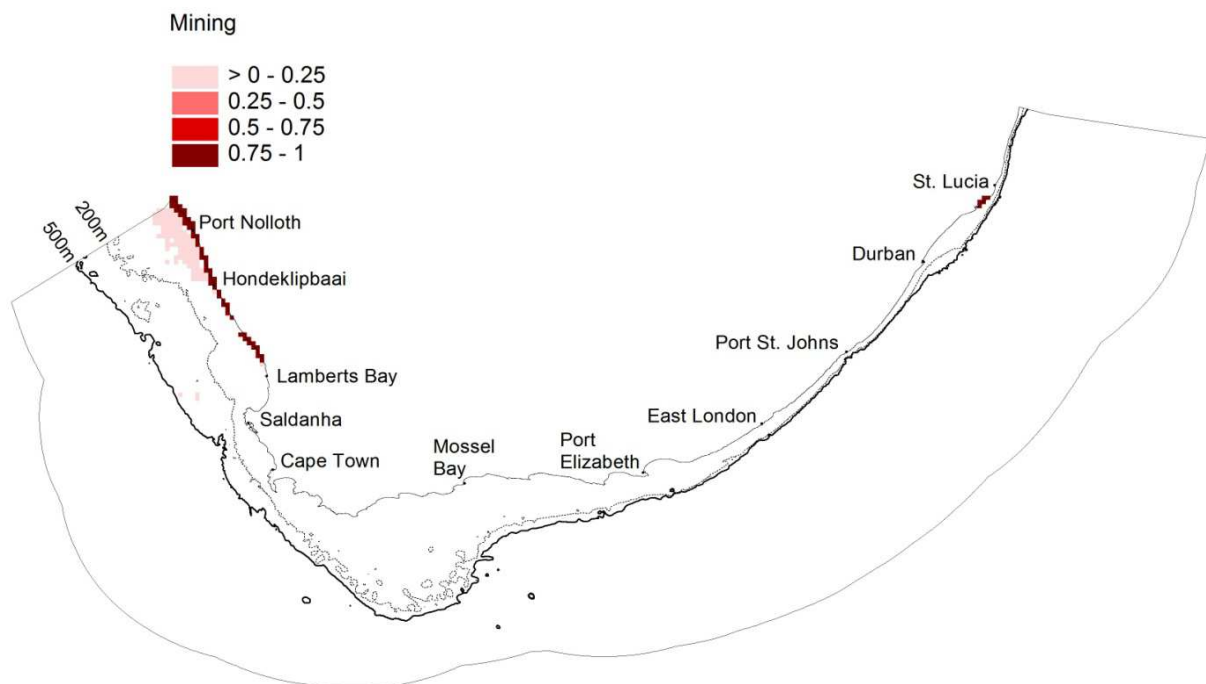 Mining
> 0 - 0.25
0.25 - 0.5
0.5 - 0.75
0.75 - 1
200m
500m
Port Nolloth
Hondeklipbaai
Lamberts Bay
Saldanha
Cape Town
Mossel
Bay
Port
Elizabeth
East London
Port St. Johns
Durban
St. Lucia